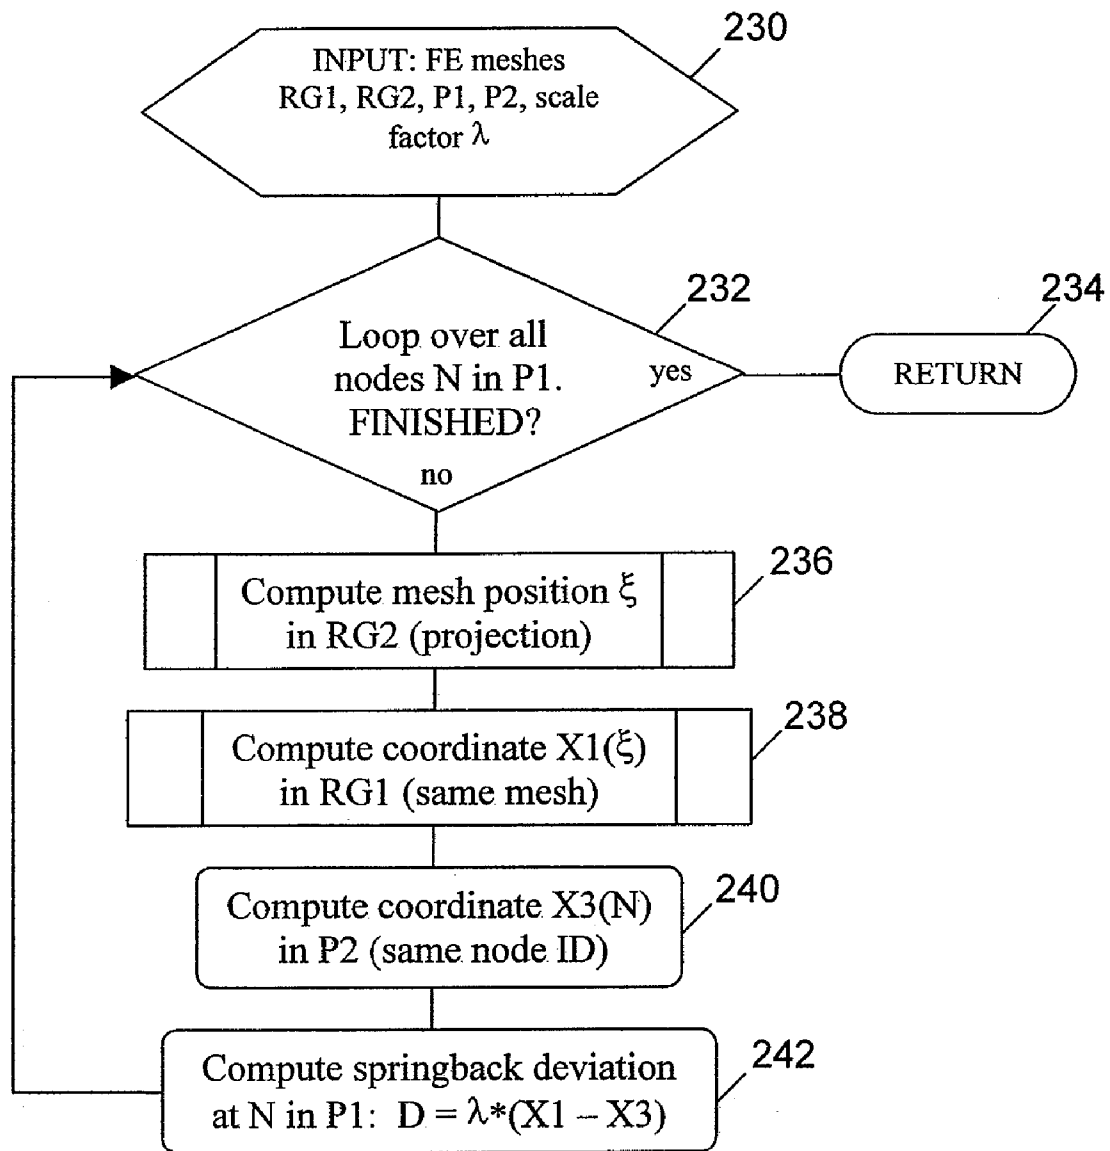 230
INPUT: FE meshes
RG1, RG2, P1, P2, scale
factor λ
232
234
Loop over all
nodes N in P1.
FINISHED?
yes
no
RETURN
236
Compute mesh position ξ
in RG2 (projection)
238
Compute coordinate X1(ξ)
in RG1 (same mesh)
240
Compute coordinate X3(N)
in P2 (same node ID)
242
Compute springback deviation
at N in P1: D = λ*(X1 – X3)